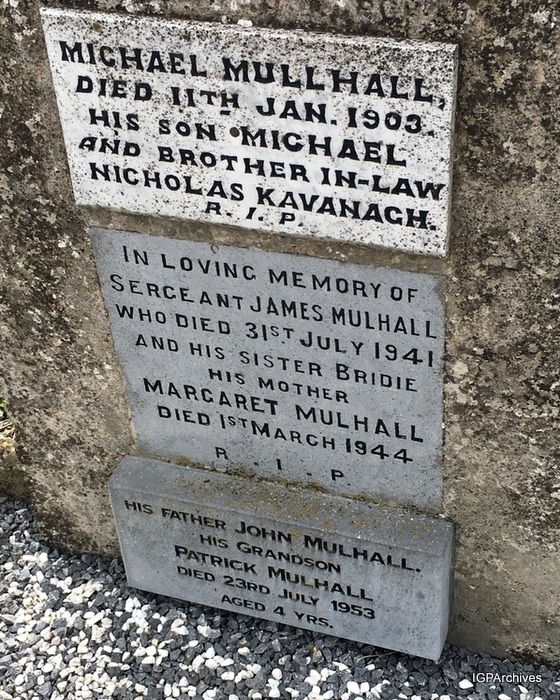 MICHAEL MULLHALL,
DIED 11TH JAN. 1903.
HIS SON MICHAEL
AND BROTHER IN-LAW
NICHOLAS KAVANAGH.
R. I. P.
IN LOVING MEMORY OF
SERGEANT JAMES MULHALL
WHO DIED 31ST JULY 1941
AND HIS SISTER BRIDIE
HIS MOTHER
MARGARET MULHALL
DIED 1ST MARCH 1944
R - I - P
HIS FATHER JOHN MULHALL.
HIS GRANDSON
PATRICK MULHALL
DIED 23RD JULY 1953
AGED 4 YRS.
IGPArchives